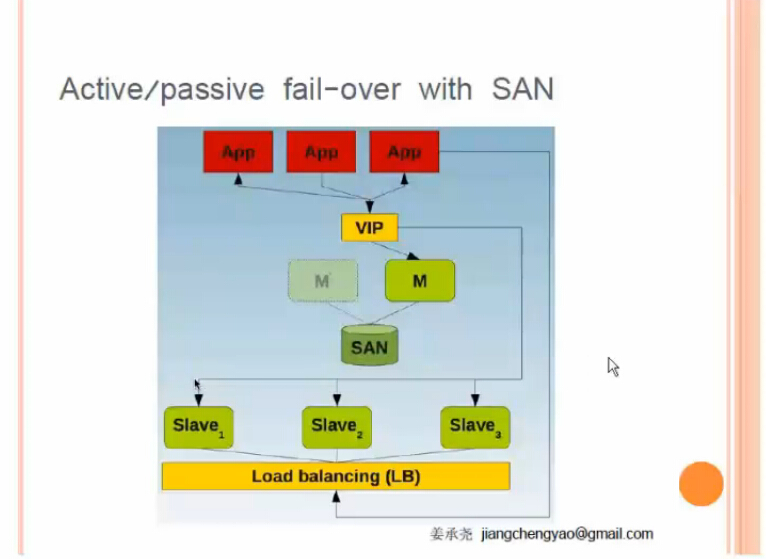 Active/passive fail-over with SAN
App App App
VIP
M M
SAN
Slave1 Slave2 Slave3
Load balancing (LB)
姜承尧 jiangchengyao@gmail.com